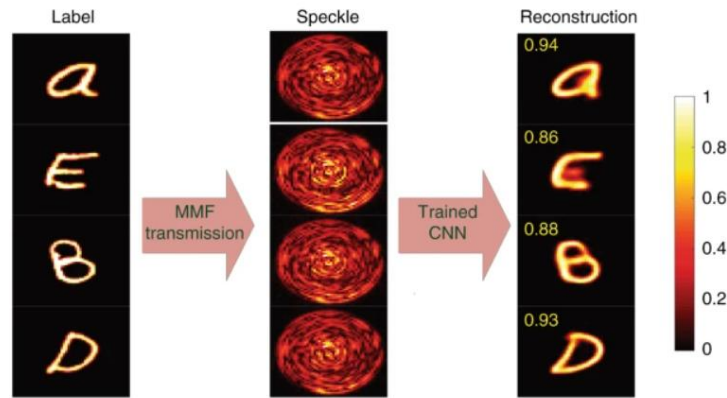 Label
Speckle
Reconstruction
a
0.94
a
E
0.86
E
MMF
transmission
Trained
CNN
B
0.88
B
D
0.93
D
1
0.8
0.6
0.4
0.2
0